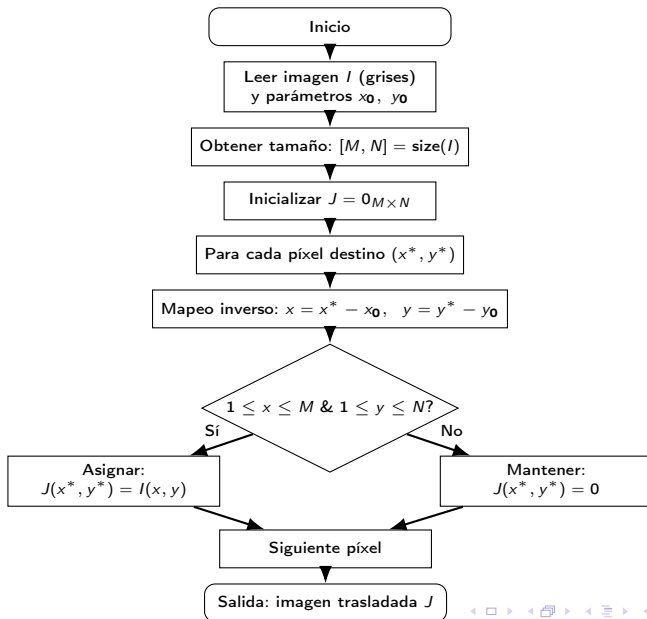 Inicio
Leer imagen I (grises)
y parámetros x₀, y₀
Obtener tamaño: [M, N] = size(I)
Inicializar J = 0_{M×N}
Para cada píxel destino (x*, y*)
Mapeo inverso: x = x* − x₀, y = y* − y₀
1 ≤ x ≤ M & 1 ≤ y ≤ N?
Sí
No
Asignar:
J(x*, y*) = I(x, y)
Mantener:
J(x*, y*) = 0
Siguiente píxel
Salida: imagen trasladada J